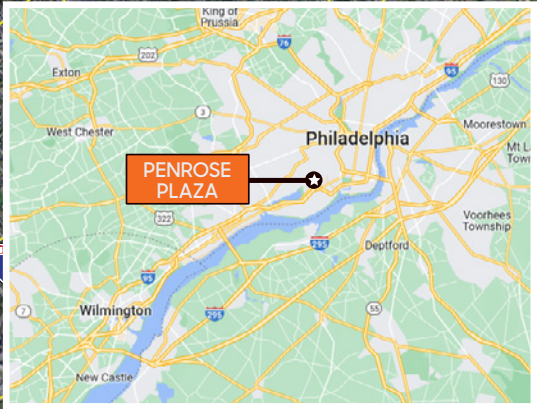 King of
Prussia
76
202
Exton
95
130
3
Moorestown
West Chester
Philadelphia
Mt L
Town
PENROSE
PLAZA
322
Voorhees
Township
295
Deptford
95
7
Wilmington
295
55
New Castle